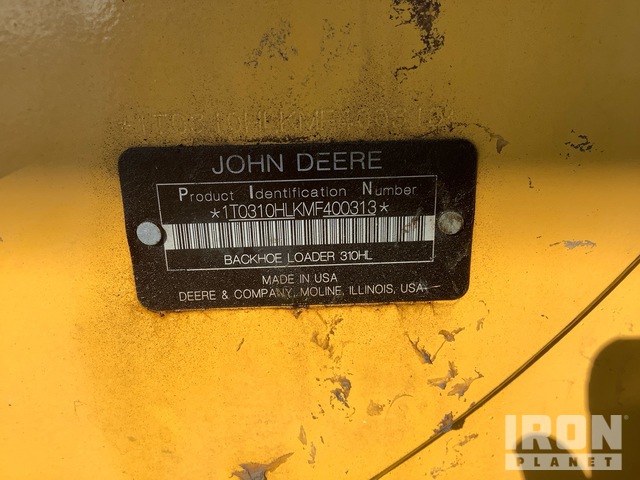 JOHN DEERE
Product Identification Number
*1T0310HLKMF400313*
BACKHOE LOADER 310HL
MADE IN USA
DEERE & COMPANY, MOLINE, ILLINOIS, USA
IRON
PLANET